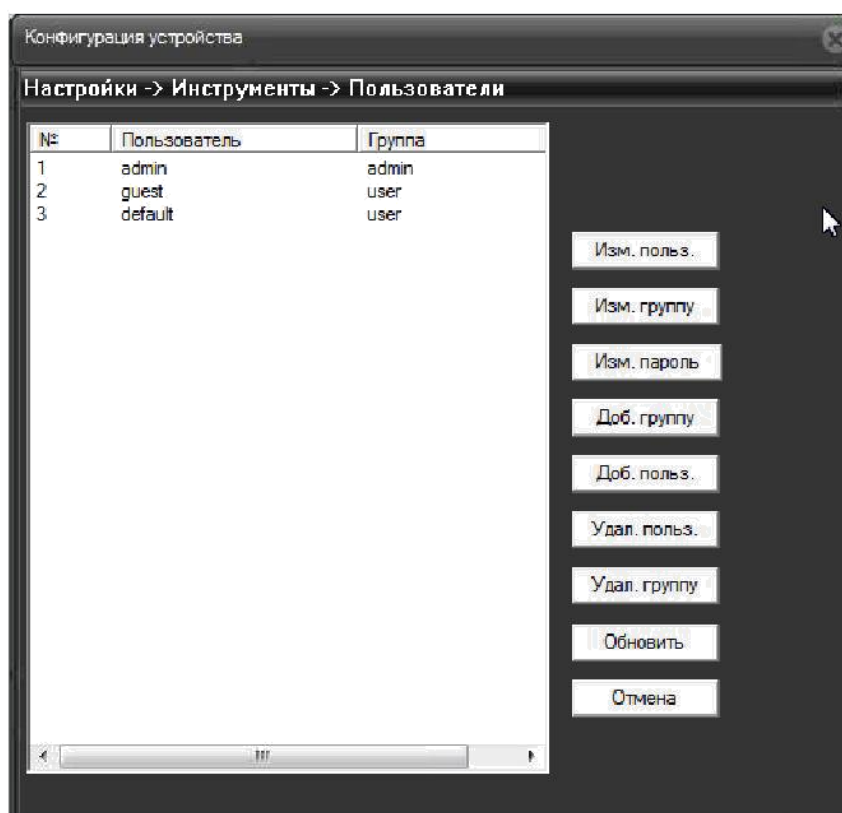 Конфигурация устройства
Настройки -> Инструменты -> Пользователи
№ Пользователь Группа
1 admin admin
2 guest user
3 default user
Изм. польз.
Изм. группу
Изм. пароль
Доб. группу
Доб. польз.
Удал. польз.
Удал. группу
Обновить
Отмена